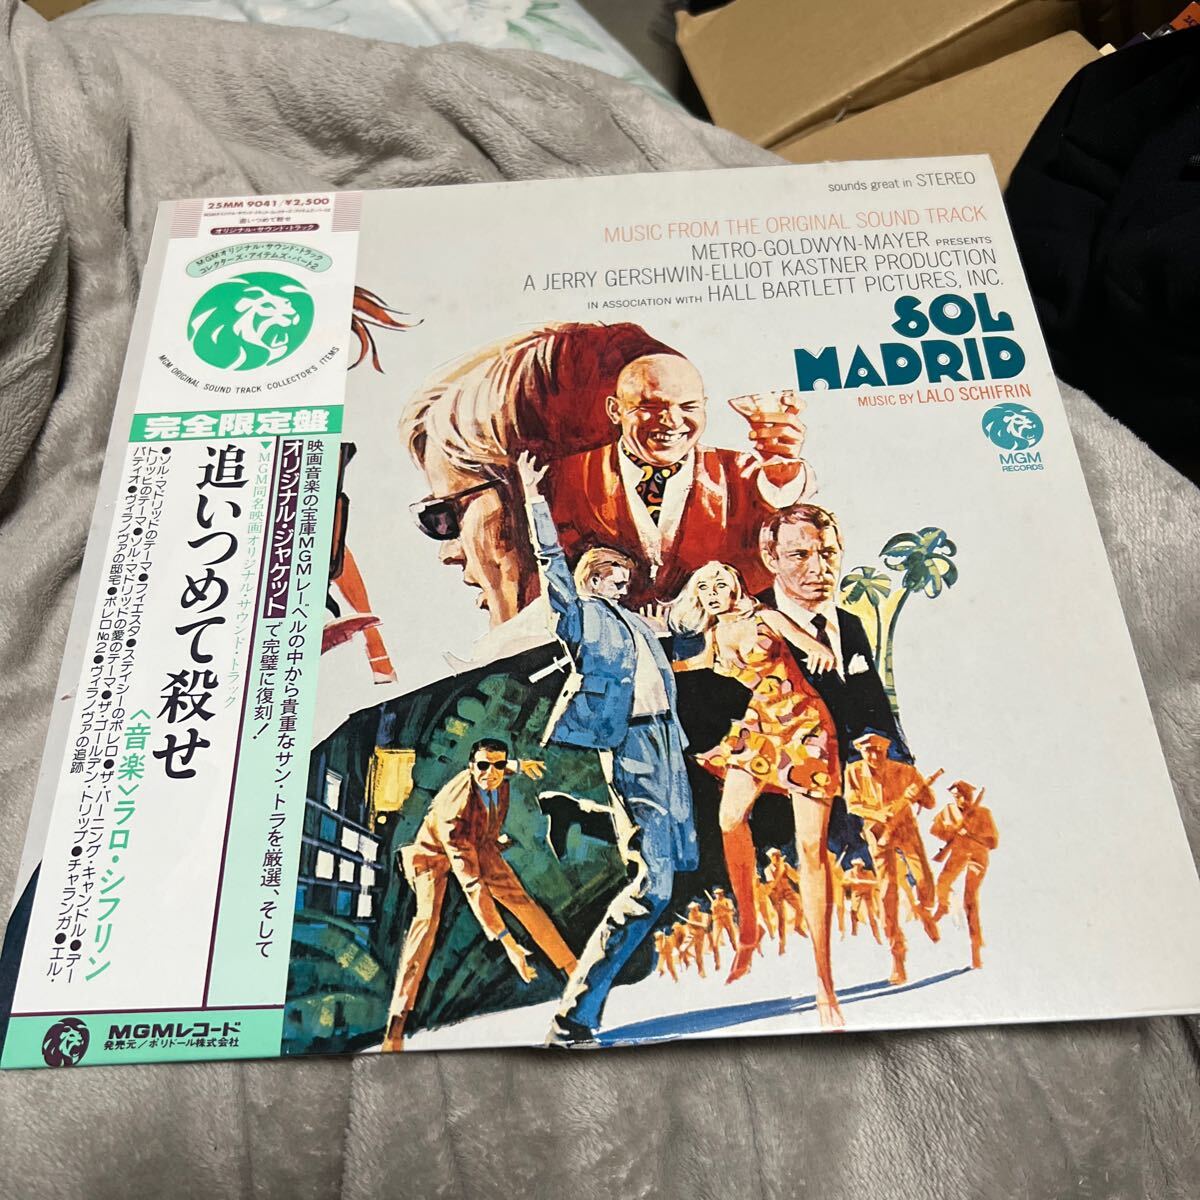 25MM 9041/¥2,500
追いつめて殺せ
オリジナル・サウンド・トラック
MGMオリジナル・サウンド・トラック
コレクターズ・アイテムズ・パート2
MGM ORIGINAL SOUND TRACK COLLECTOR'S ITEMS
完全限定盤
映画音楽の宝庫MGMレーベルの中から貴重なサン・トラを厳選、そして
オリジナル・ジャケットで完璧に復刻!
▼MGM同名映画オリジナル・サウンド・トラック
追いつめて殺せ
〈音楽〉ラロ・シフリン
●ソル・マドリッドのテーマ●フィエスタ●ステイシーのボレロ●ザ・バーニング・キャンドル●デー
トリッヒのテーマ●ソル・マドリッドの愛のテーマ●ザ・ゴールデン・トリップ●チャランガ●エル・
パティオ●ヴィラノヴァの邸宅●ボレロNo.2●ヴィラノヴァの追跡
MGMレコード
発売元/ポリドール株式会社
sounds great in STEREO
MUSIC FROM THE ORIGINAL SOUND TRACK
METRO-GOLDWYN-MAYER PRESENTS
A JERRY GERSHWIN-ELLIOT KASTNER PRODUCTION
IN ASSOCIATION WITH HALL BARTLETT PICTURES, INC.
SOL
MADRID
MUSIC BY LALO SCHIFRIN
MGM
RECORDS